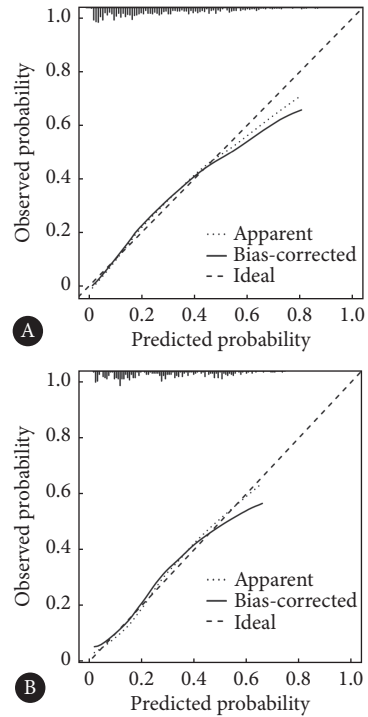 1.0
0.8
0.6
0.4
0.2
0
Observed probability
Apparent
Bias-corrected
Ideal
0 0.2 0.4 0.6 0.8 1.0
Predicted probability
A
1.0
0.8
0.6
0.4
0.2
0
Observed probability
Apparent
Bias-corrected
Ideal
0 0.2 0.4 0.6 0.8 1.0
Predicted probability
B